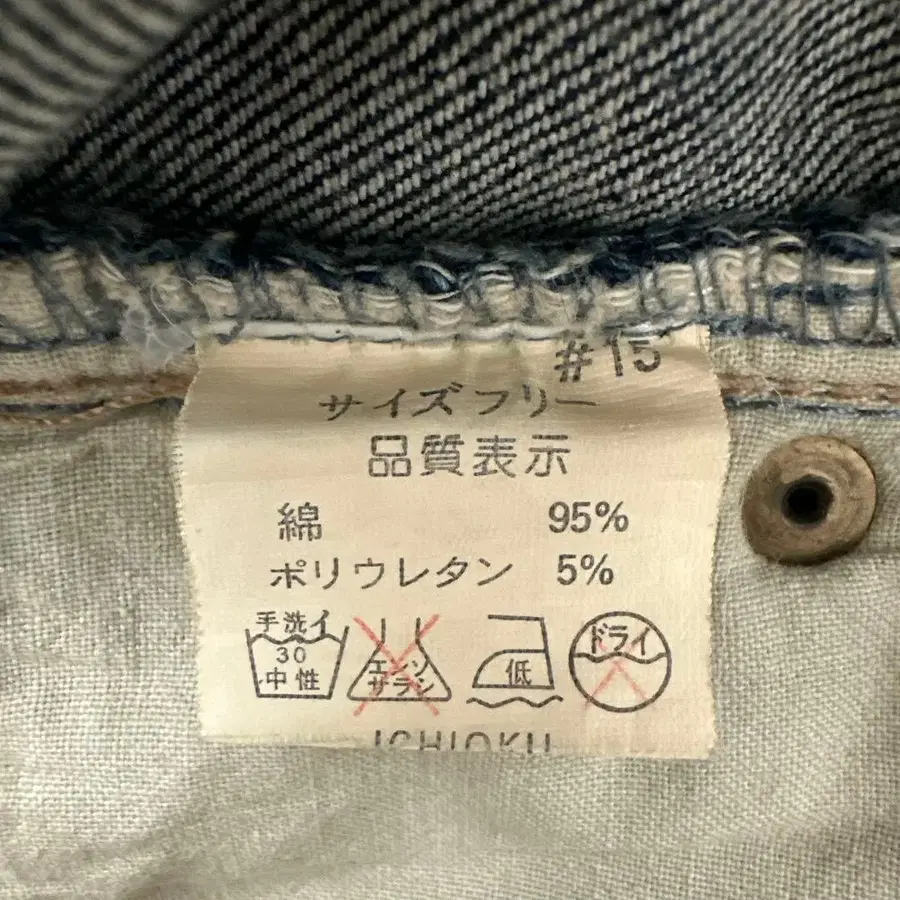 #15
サイズフリー
品質表示
綿 95%
ポリウレタン 5%
手洗イ
30
中性
エンソ
サラシ
低
ドライ
ICHIOKU